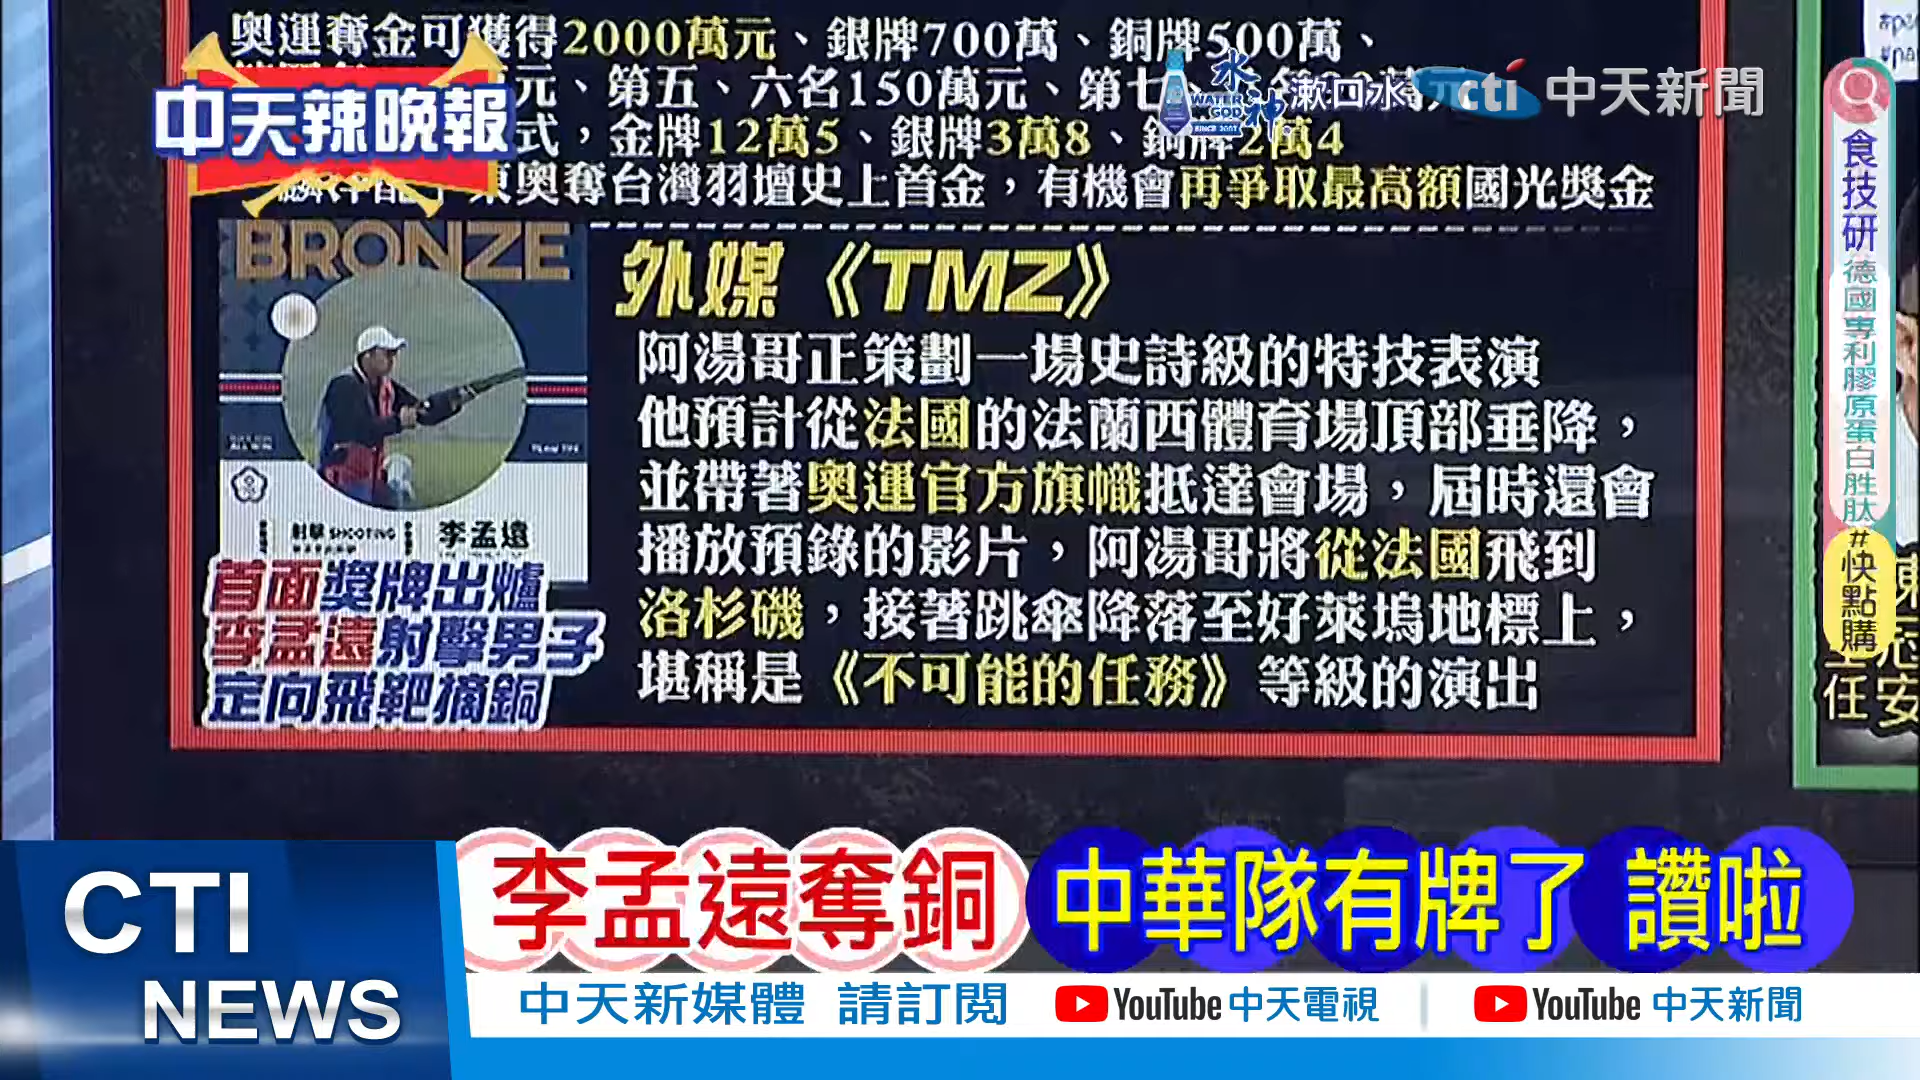 奧運奪金可獲得2000萬元、銀牌700萬、銅牌500萬、
元、第五、六名150萬元、第七
式，金牌12萬5、銀牌3萬8、銅牌2萬4
東奧奪台灣羽壇史上首金，有機會再爭取最高額國光獎金
中天辣晚報
水神
WATER GOD
SINCE 2007
漱口水
cti 中天新聞
食技研 德國專利膠原蛋白胜肽 #快點購
BRONZE
射擊 SHOOTING
李孟遠
首面獎牌出爐
李孟遠射擊男子
定向飛靶摘銅
外媒《TMZ》
阿湯哥正策劃一場史詩級的特技表演
他預計從法國的法蘭西體育場頂部垂降，
並帶著奧運官方旗幟抵達會場，屆時還會
播放預錄的影片，阿湯哥將從法國飛到
洛杉磯，接著跳傘降落至好萊塢地標上，
堪稱是《不可能的任務》等級的演出
CTI NEWS
李孟遠奪銅 中華隊有牌了 讚啦
中天新媒體 請訂閱 YouTube 中天電視 YouTube 中天新聞